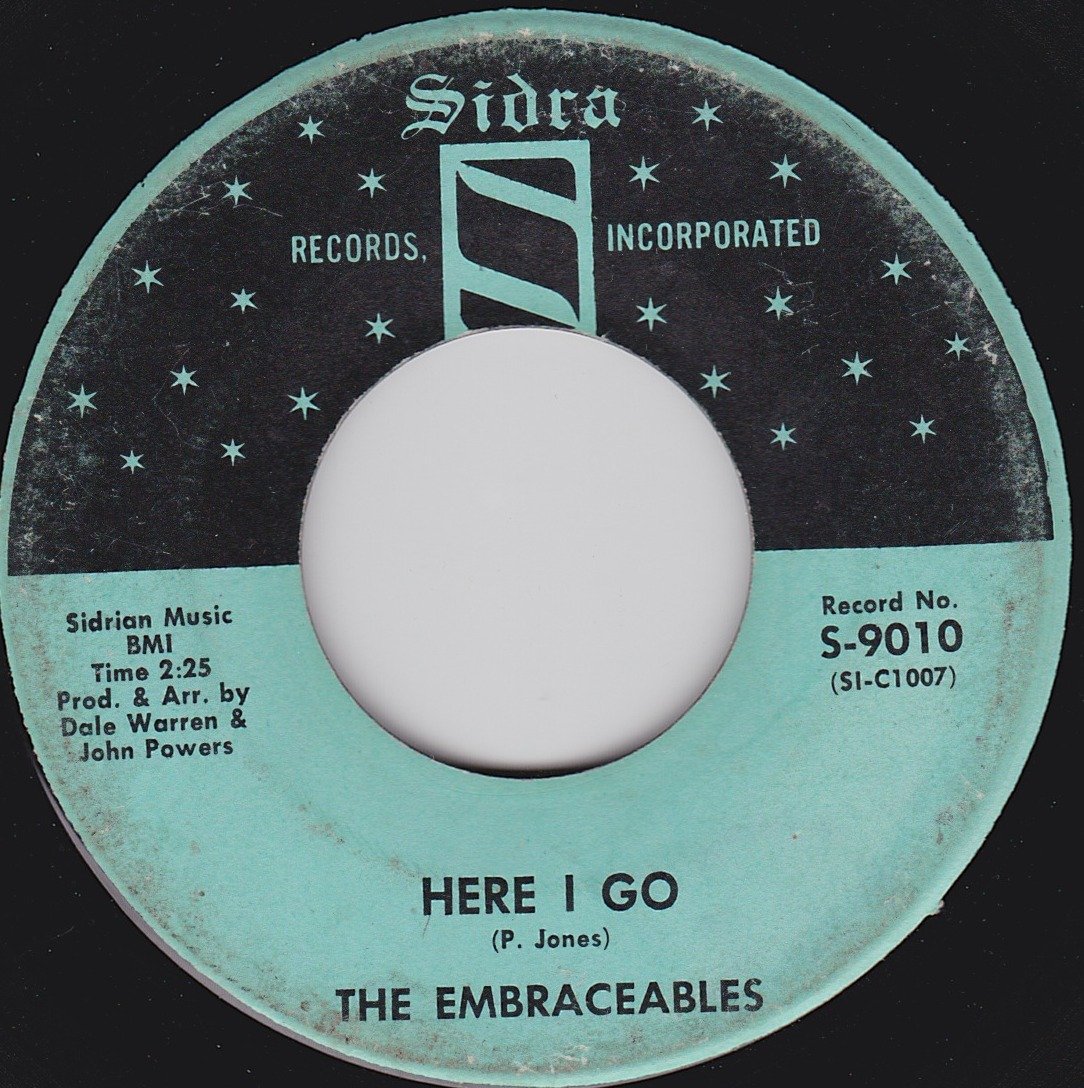 Sidra
RECORDS, INCORPORATED
Sidrian Music
BMI
Time 2:25
Prod. & Arr. by
Dale Warren &
John Powers
Record No.
S-9010
(SI-C1007)
HERE I GO
(P. Jones)
THE EMBRACEABLES